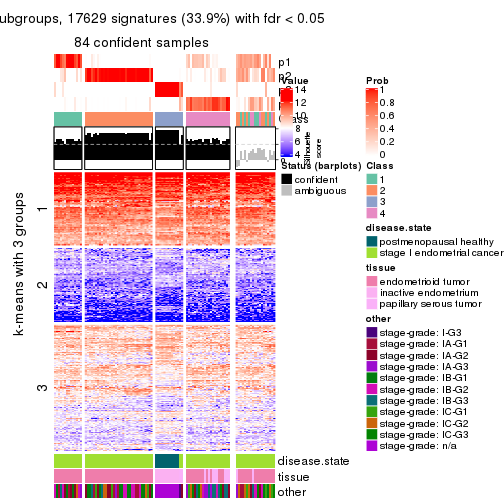 ubgroups, 17629 signatures (33.9%) with fdr < 0.05
84 confident samples
p1
p2
Value
14
12
10
8
6
4
Prob
1
0.8
0.6
0.4
0.2
0
silhouette
score
Status (barplots)
confident
ambiguous
Class
1
2
3
4
disease.state
postmenopausal healthy
stage I endometrial cancer
tissue
endometrioid tumor
inactive endometrium
papillary serous tumor
other
stage-grade: I-G3
stage-grade: IA-G1
stage-grade: IA-G2
stage-grade: IA-G3
stage-grade: IB-G1
stage-grade: IB-G2
stage-grade: IB-G3
stage-grade: IC-G1
stage-grade: IC-G2
stage-grade: IC-G3
stage-grade: n/a
k-means with 3 groups
1
2
3
disease.state
tissue
other